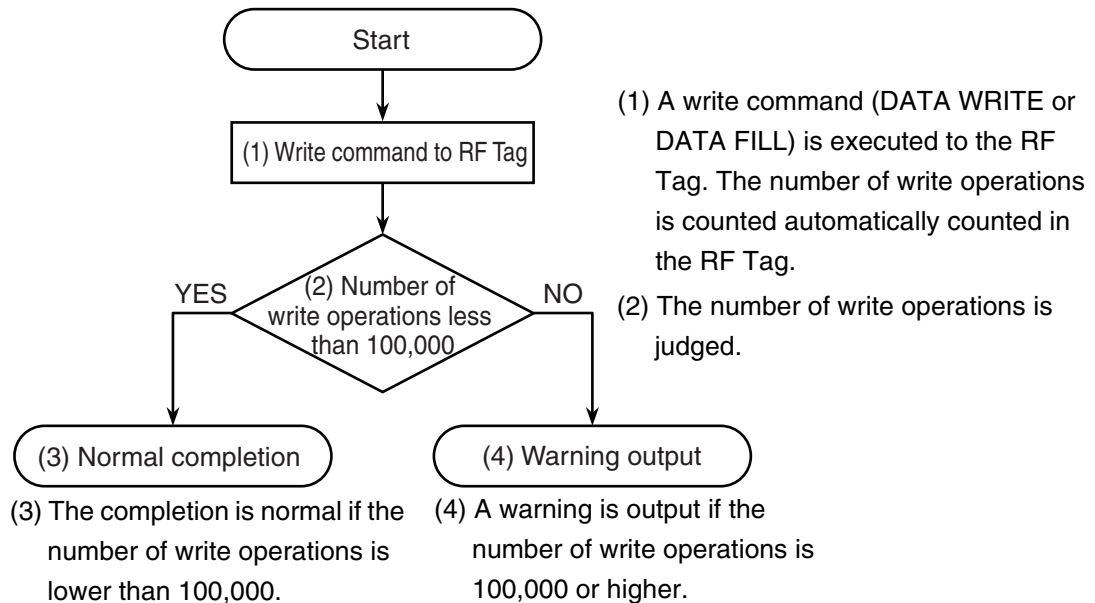 Start
(1) Write command to RF Tag
(2) Number of
write operations less
than 100,000
YES
NO
(3) Normal completion
(4) Warning output
(1) A write command (DATA WRITE or
DATA FILL) is executed to the RF
Tag. The number of write operations
is counted automatically counted in
the RF Tag.
(2) The number of write operations is
judged.
(3) The completion is normal if the
number of write operations is
lower than 100,000.
(4) A warning is output if the
number of write operations is
100,000 or higher.